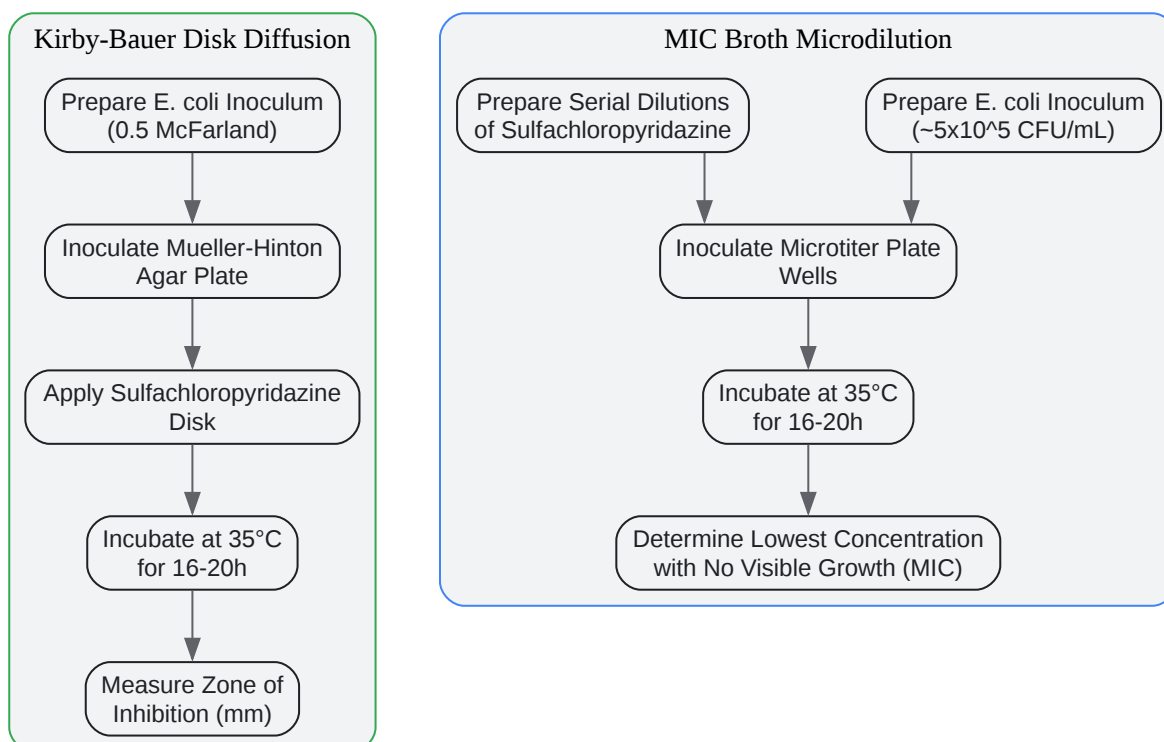 Kirby-Bauer Disk Diffusion
Prepare E. coli Inoculum
(0.5 McFarland)
Inoculate Mueller-Hinton
Agar Plate
Apply Sulfachloropyridazine
Disk
Incubate at 35°C
for 16-20h
Measure Zone of
Inhibition (mm)
MIC Broth Microdilution
Prepare Serial Dilutions
of Sulfachloropyridazine
Prepare E. coli Inoculum
(~5x10^5 CFU/mL)
Inoculate Microtiter Plate
Wells
Incubate at 35°C
for 16-20h
Determine Lowest Concentration
with No Visible Growth (MIC)